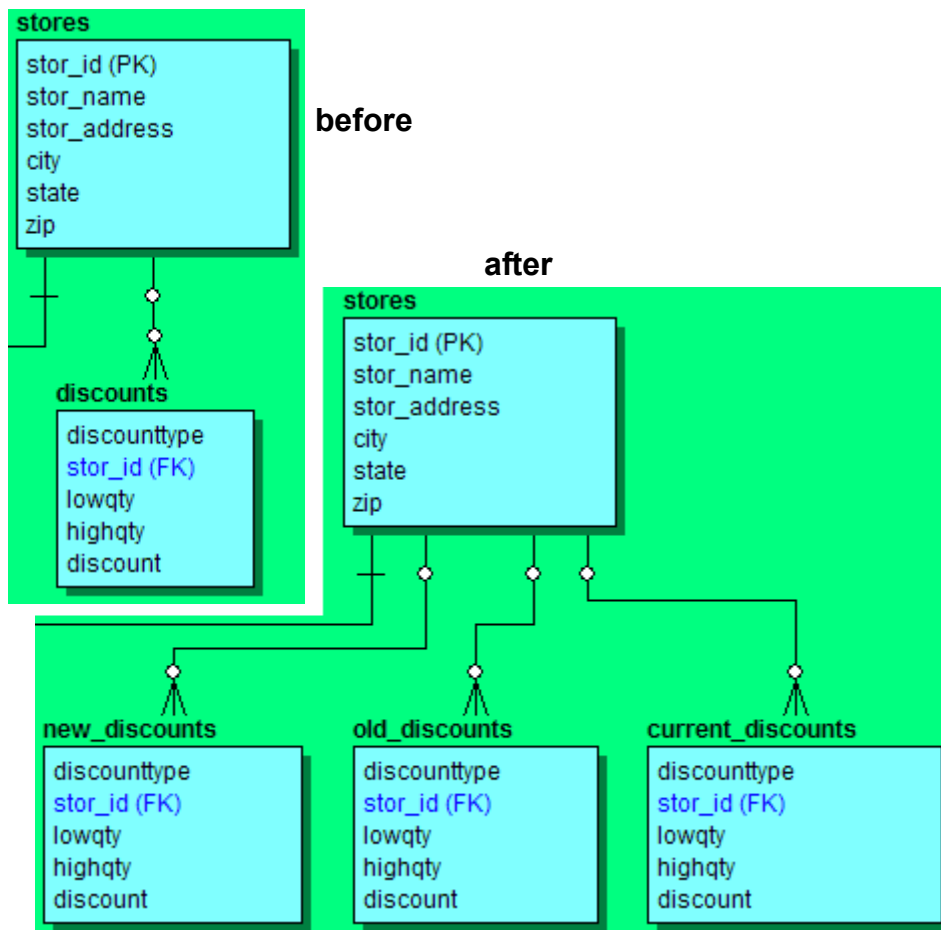 stores
stor_id (PK)
stor_name
stor_address
city
state
zip
before
discounts
discounttype
stor_id (FK)
lowqty
highqty
discount
after
stores
stor_id (PK)
stor_name
stor_address
city
state
zip
new_discounts
discounttype
stor_id (FK)
lowqty
highqty
discount
old_discounts
discounttype
stor_id (FK)
lowqty
highqty
discount
current_discounts
discounttype
stor_id (FK)
lowqty
highqty
discount